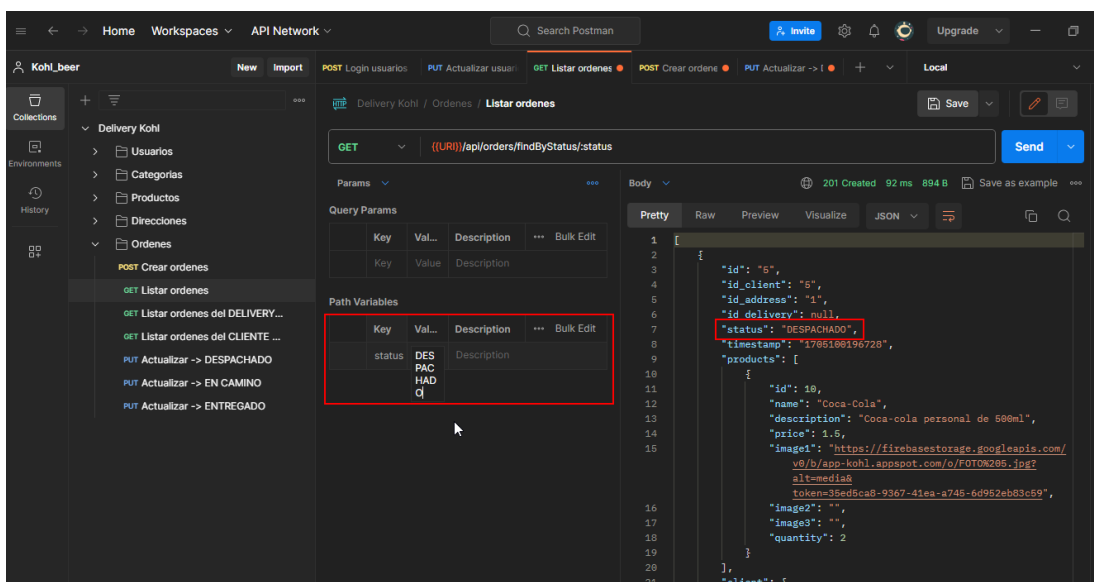 Home Workspaces API Network Search Postman Invite Upgrade
Kohl_beer New Import POST Login usuarios PUT Actualizar usuari GET Listar ordenes POST Crear ordene PUT Actualizar -> Local
Collections
Environments
History
Delivery Kohl
Usuarios
Categorias
Productos
Direcciones
Ordenes
POST Crear ordenes
GET Listar ordenes
GET Listar ordenes del DELIVERY...
GET Listar ordenes del CLIENTE ...
PUT Actualizar -> DESPACHADO
PUT Actualizar -> EN CAMINO
PUT Actualizar -> ENTREGADO
HTTP Delivery Kohl / Ordenes / Listar ordenes Save
GET {{URI}}/api/orders/findByStatus/:status Send
Params
Query Params
Key Val... Description Bulk Edit
Key Value Description
Path Variables
Key Val... Description Bulk Edit
status DES Description
PAC
HAD
O
Body 201 Created 92 ms 894 B Save as example
Pretty Raw Preview Visualize JSON
1 [
2 {
3 "id": "5",
4 "id_client": "5",
5 "id_address": "1",
6 "id_delivery": null,
7 "status": "DESPACHADO",
8 "timestamp": "1705100196728",
9 "products": [
10 {
11 "id": 10,
12 "name": "Coca-Cola",
13 "description": "Coca-cola personal de 500ml",
14 "price": 1.5,
15 "image1": "https://firebasestorage.googleapis.com/
v0/b/app-kohl.appspot.com/o/FOTO%205.jpg?
alt=media&
token=35ed5ca8-9367-41ea-a745-6d952eb83c59",
16 "image2": "",
17 "image3": "",
18 "quantity": 2
19 }
20 ],
21 "client": {